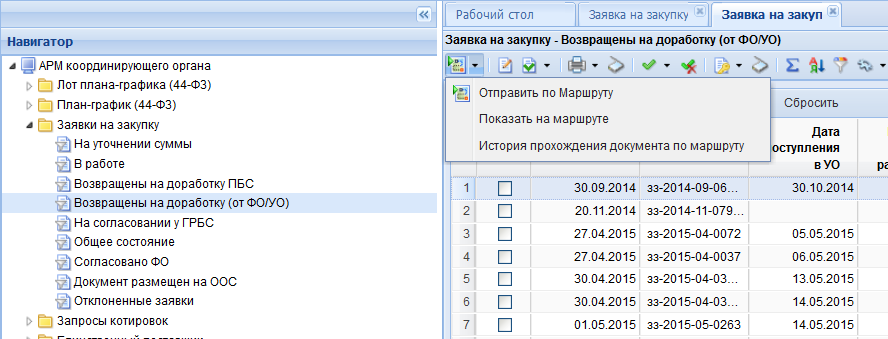 Рабочий стол
Заявка на закупку
Заявка на закуп
Навигатор
Заявка на закупку - Возвращены на доработку (от ФО/УО)
АРМ координирующего органа
Лот плана-графика (44-ФЗ)
План-график (44-ФЗ)
Заявки на закупку
На уточнении суммы
В работе
Возвращены на доработку ПБС
Возвращены на доработку (от ФО/УО)
На согласовании у ГРБС
Общее состояние
Согласовано ФО
Документ размещен на ООС
Отклоненные заявки
Запросы котировок
Отправить по Маршруту
Показать на маршруте
История прохождения документа по маршруту
Сбросить
Дата
оступления
в УО
1 30.09.2014 зз-2014-09-06... 30.10.2014
2 20.11.2014 зз-2014-11-079...
3 27.04.2015 зз-2015-04-0072 05.05.2015
4 27.04.2015 зз-2015-04-0037 06.05.2015
5 30.04.2015 зз-2015-04-03... 13.05.2015
6 30.04.2015 зз-2015-04-03... 14.05.2015
7 01.05.2015 зз-2015-05-0263 14.05.2015